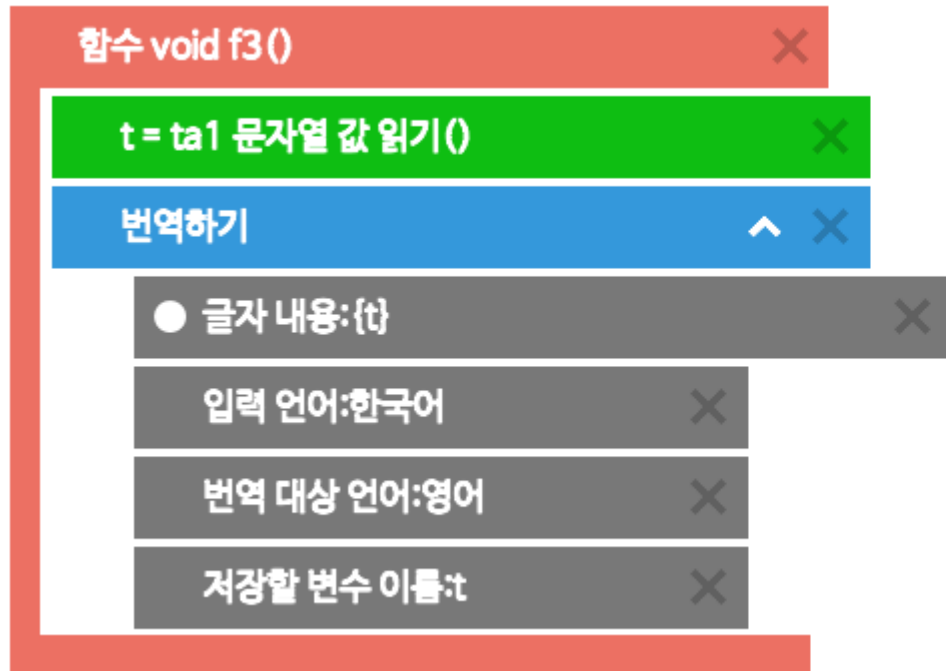 함수 void f3()
t = ta1 문자열 값 읽기()
번역하기
글자 내용:{t}
입력 언어:한국어
번역 대상 언어:영어
저장할 변수 이름:t